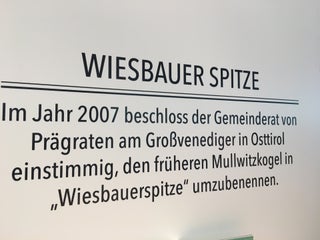 WIESBAUER SPITZE
Im Jahr 2007 beschloss der Gemeinderat von
Prägraten am Großvenediger in Osttirol
einstimmig, den früheren Mullwitzkogel in
„Wiesbauerspitze“ umzubenennen.